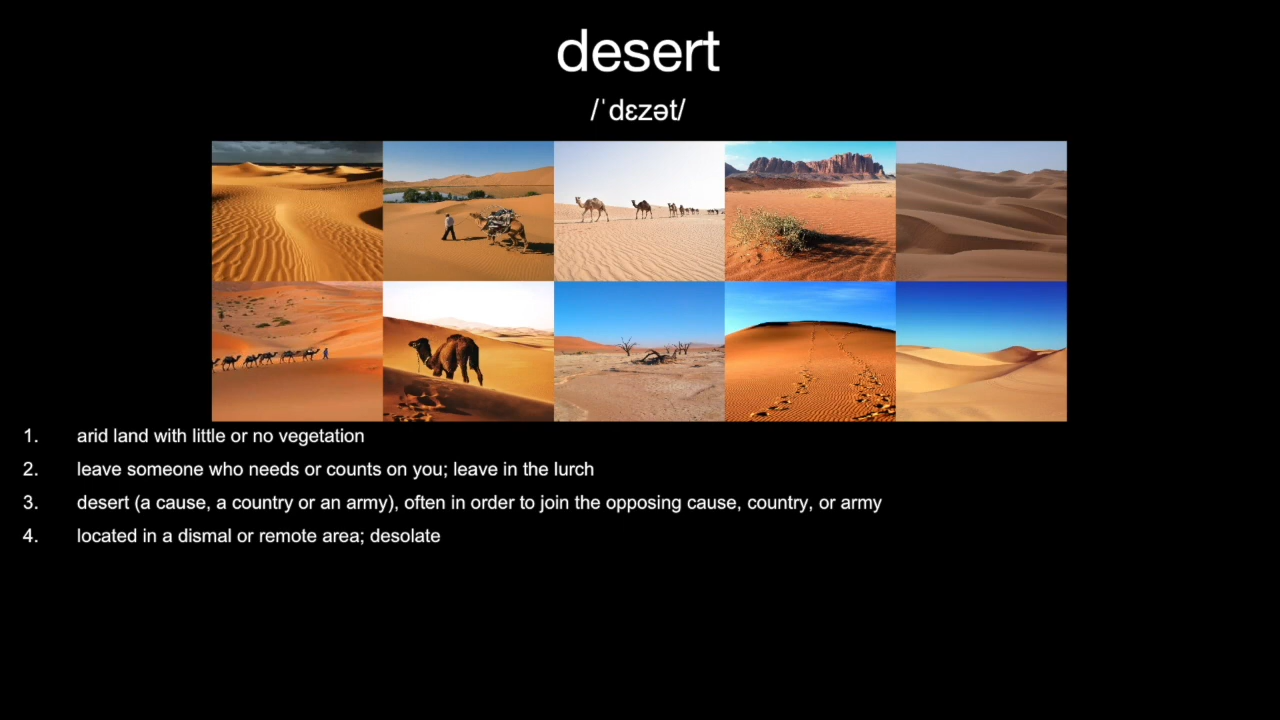 desert
/ˈdɛzət/
1. arid land with little or no vegetation
2. leave someone who needs or counts on you; leave in the lurch
3. desert (a cause, a country or an army), often in order to join the opposing cause, country, or army
4. located in a dismal or remote area; desolate